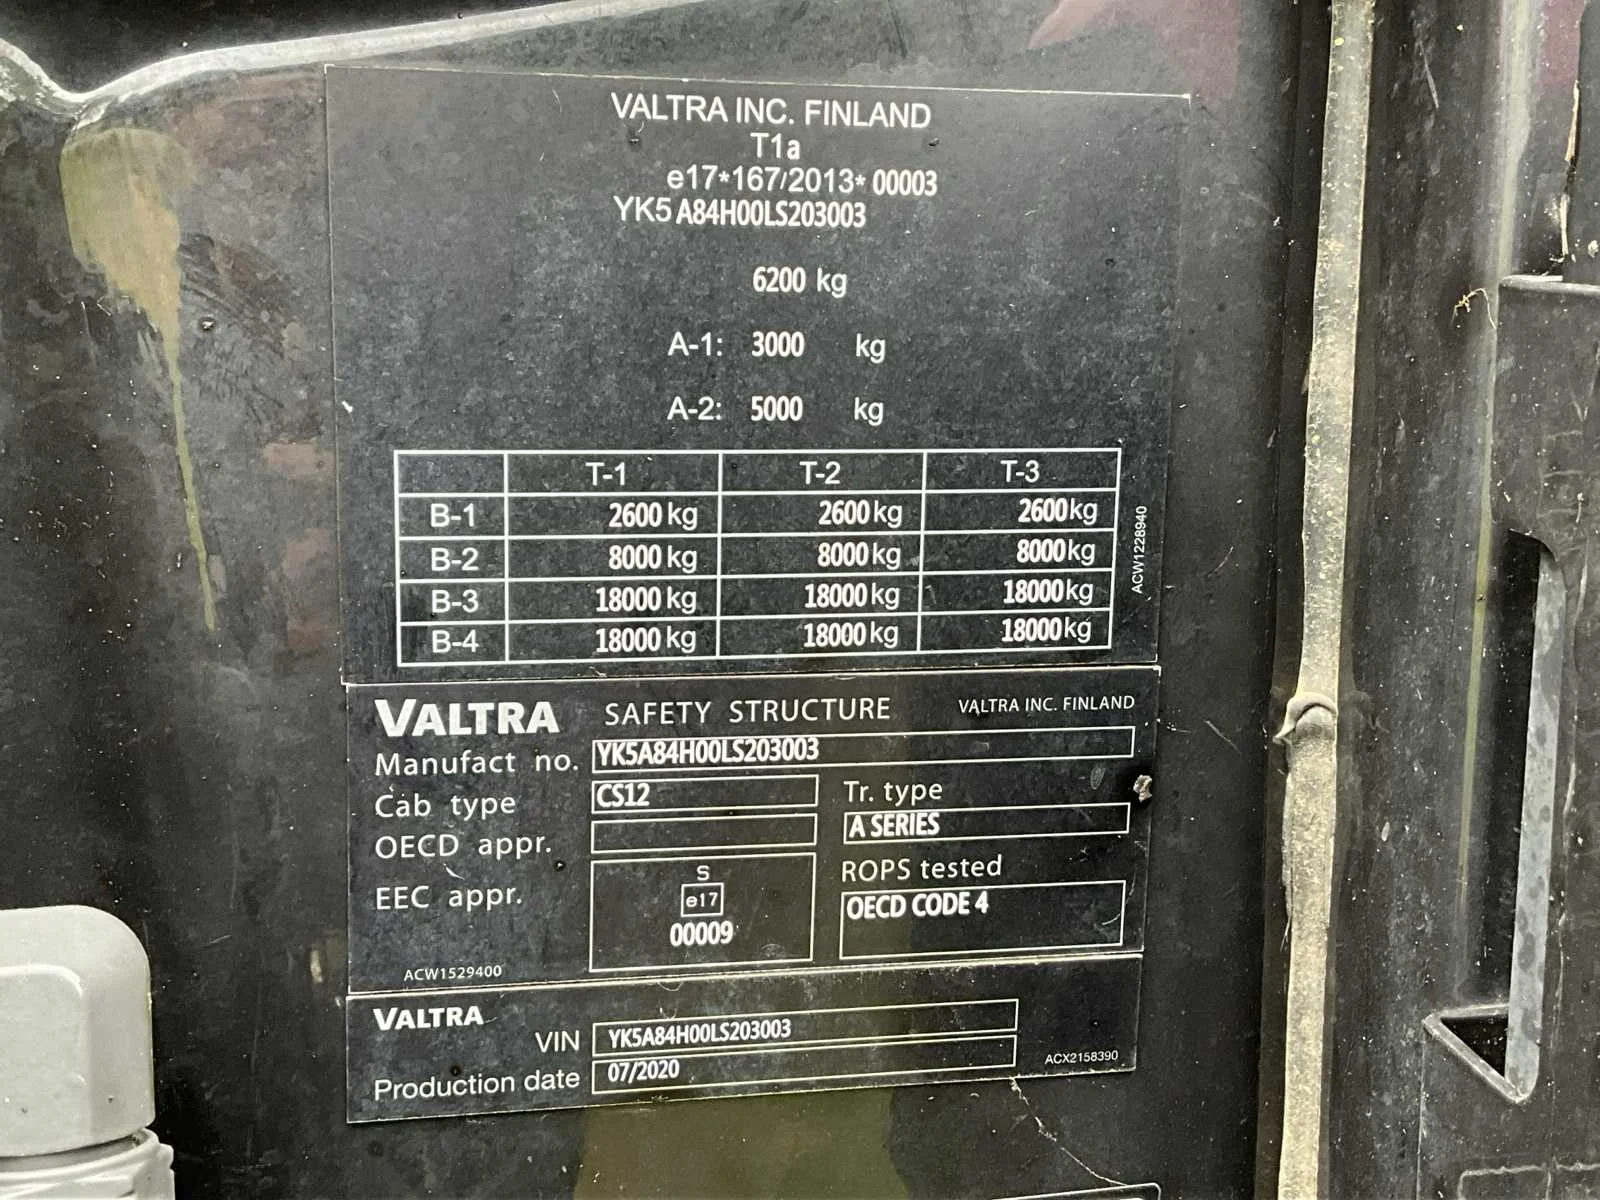 VALTRA INC. FINLAND
T1a
e17*167/2013* 00003
YK5 A84H00LS203003
6200 kg
A-1: 3000 kg
A-2: 5000 kg
T-1 T-2 T-3
B-1 2600 kg 2600 kg 2600 kg
B-2 8000 kg 8000 kg 8000 kg
B-3 18000 kg 18000 kg 18000 kg
B-4 18000 kg 18000 kg 18000 kg
ACW1228940
VALTRA SAFETY STRUCTURE VALTRA INC. FINLAND
Manufact no. YK5A84H00LS203003
Cab type CS12 Tr. type
OECD appr. A SERIES
EEC appr. S ROPS tested
e17 OECD CODE 4
00009
ACW1529400
VALTRA
VIN YK5A84H00LS203003
Production date 07/2020 ACX2158390